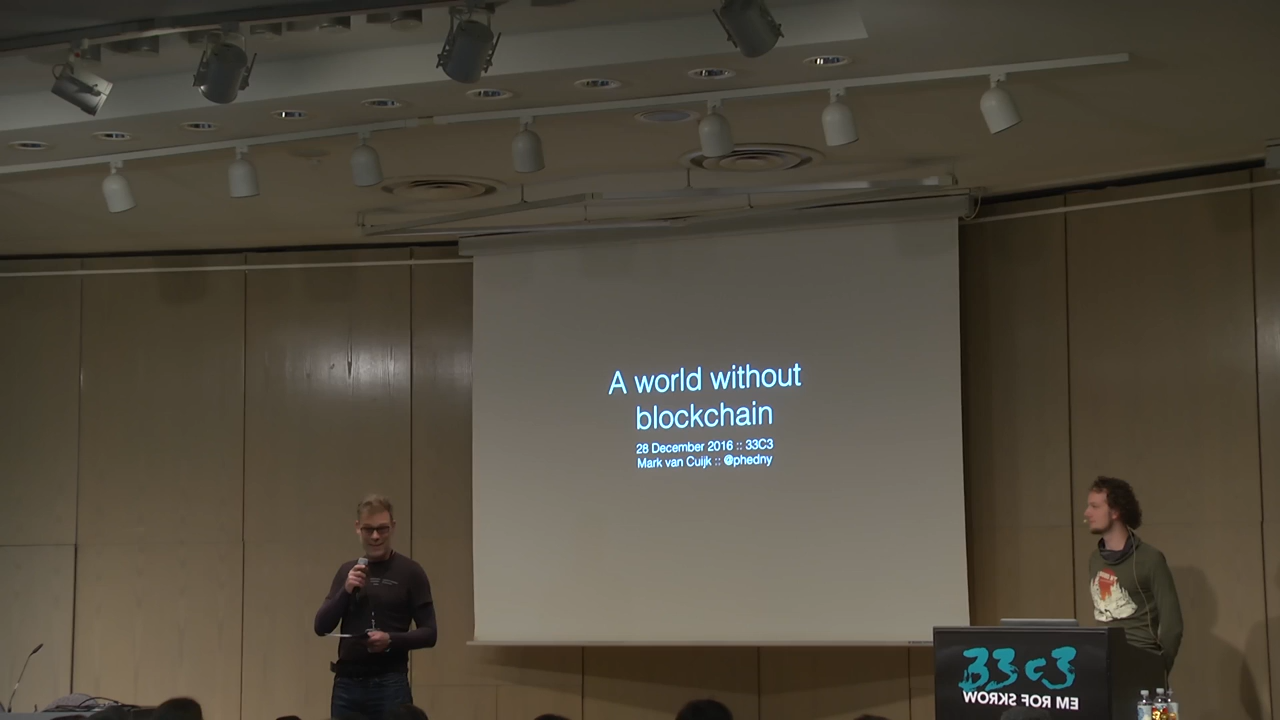 A world without
blockchain
28 December 2016 :: 33C3
Mark van Cuijk :: @phedny
33c3
WORKS FOR ME